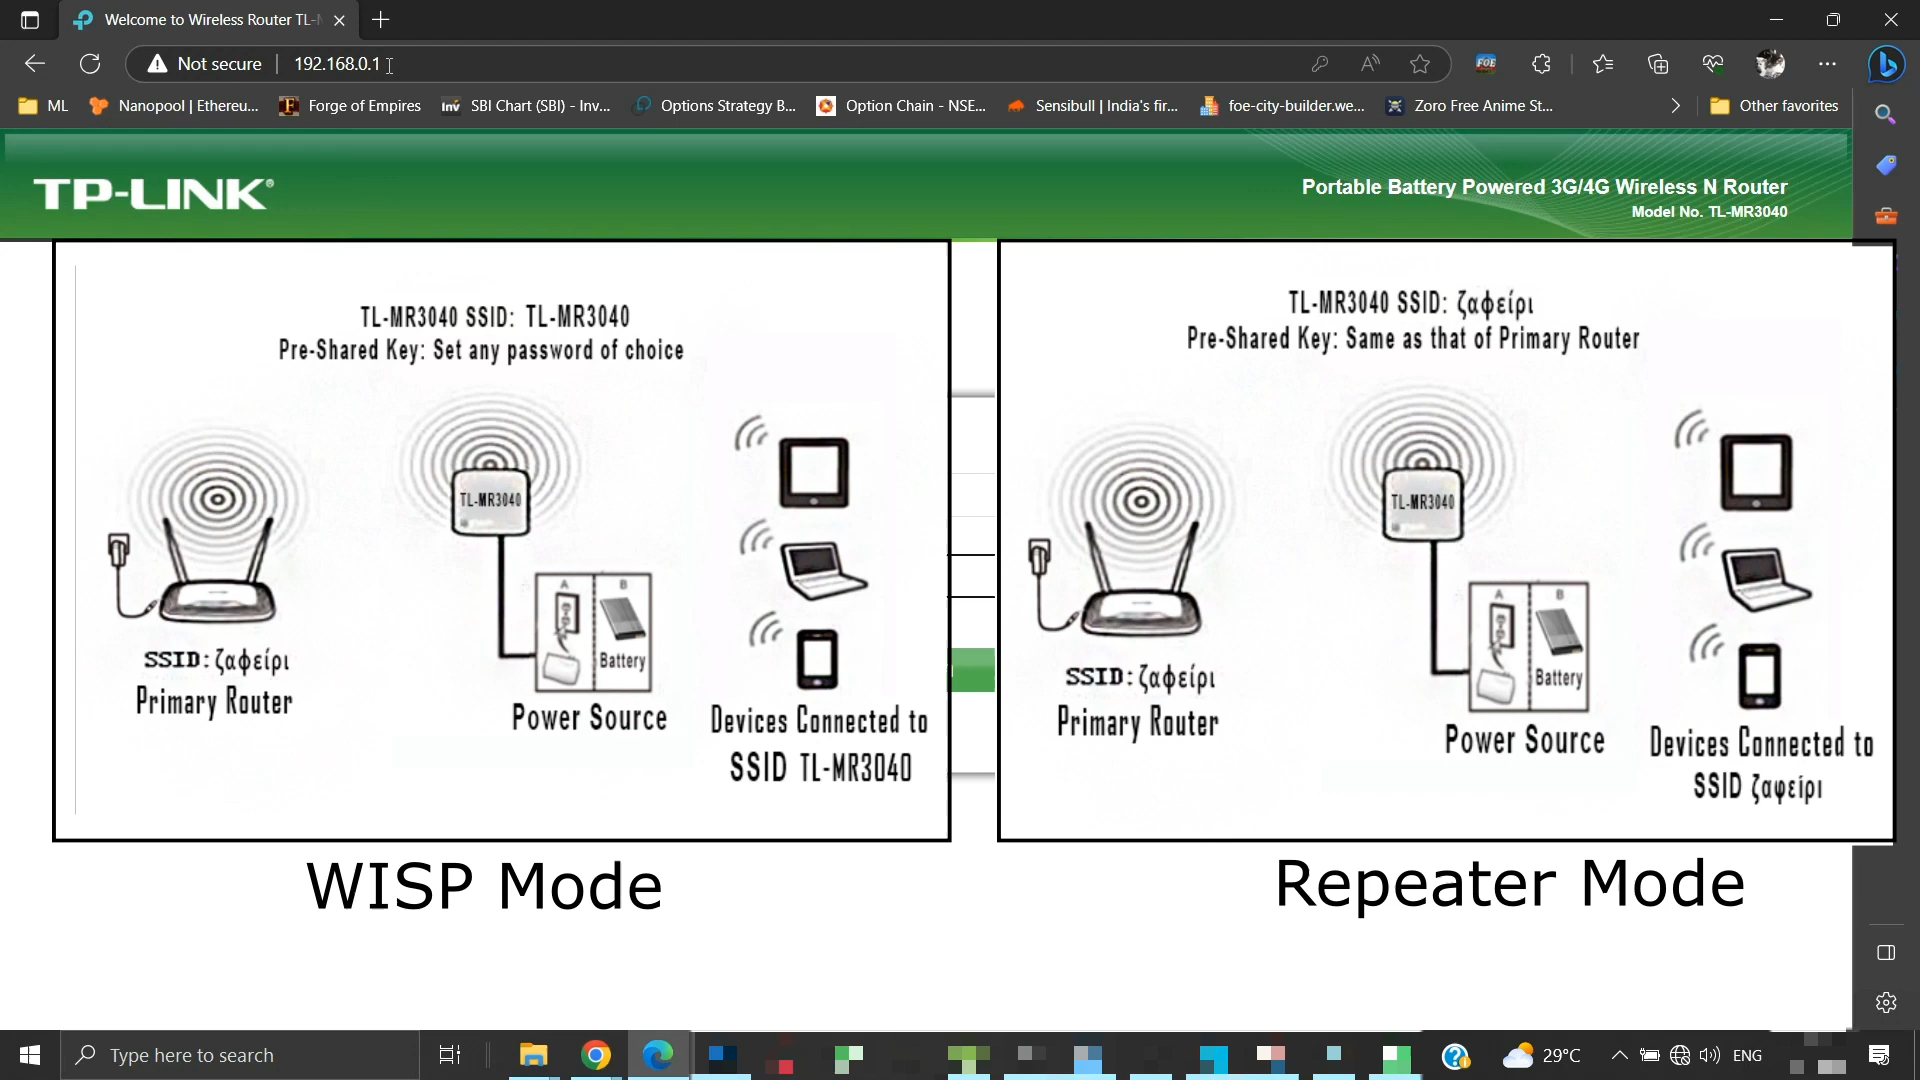 Welcome to Wireless Router TL-
Not secure
192.168.0.1
FOE
ML
Nanopool | Ethereu...
Forge of Empires
Inv
SBI Chart (SBI) - Inv...
Options Strategy B...
Option Chain - NSE...
Sensibull | India's fir...
foe-city-builder.we...
Zoro Free Anime St...
Other favorites
TP-LINK®
Portable Battery Powered 3G/4G Wireless N Router
Model No. TL-MR3040
TL-MR3040 SSID: TL-MR3040
Pre-Shared Key: Set any password of choice
TL-MR3040
A
B
Battery
SSID:ζαφείρι
Primary Router
Power Source
Devices Connected to
SSID TL-MR3040
WISP Mode
TL-MR3040 SSID: ζαφείρι
Pre-Shared Key: Same as that of Primary Router
TL-MR3040
A
B
Battery
SSID:ζαφείρι
Primary Router
Power Source
Devices Connected to
SSID ζαφείρι
Repeater Mode
Type here to search
29°C
ENG